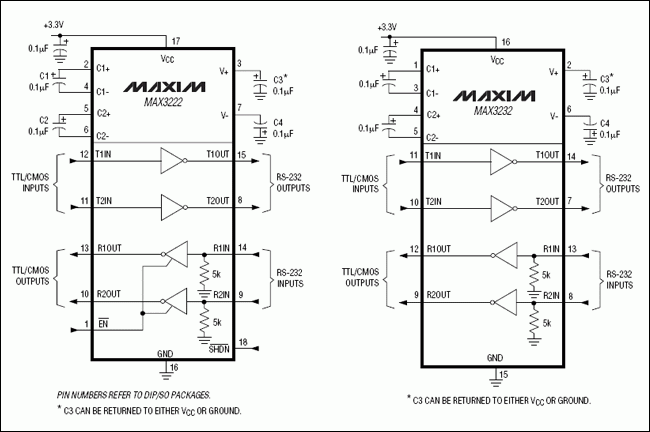 +3.3V
0.1µF
17
VCC
2
C1+
C1
0.1µF
4
C1-
5
C2+
C2
0.1µF
6
C2-
MAXIM
MAX3222
3
V+
C3*
0.1µF
7
V-
C4
0.1µF
TTL/CMOS
INPUTS
12
T1IN
T1OUT
15
11
T2IN
T2OUT
8
RS-232
OUTPUTS
TTL/CMOS
OUTPUTS
13
R1OUT
R1IN
14
5k
10
R2OUT
R2IN
9
5k
RS-232
INPUTS
1
EN
SHDN
18
GND
16
PIN NUMBERS REFER TO DIP/SO PACKAGES.
* C3 CAN BE RETURNED TO EITHER VCC OR GROUND.
+3.3V
0.1µF
16
VCC
1
C1+
0.1µF
3
C1-
4
C2+
0.1µF
5
C2-
MAXIM
MAX3232
2
V+
C3*
0.1µF
6
V-
C4
0.1µF
TTL/CMOS
INPUTS
11
T1IN
T1OUT
14
10
T2IN
T2OUT
7
RS-232
OUTPUTS
TTL/CMOS
OUTPUTS
12
R1OUT
R1IN
13
5k
9
R2OUT
R2IN
8
5k
RS-232
INPUTS
GND
15
* C3 CAN BE RETURNED TO EITHER VCC OR GROUND.